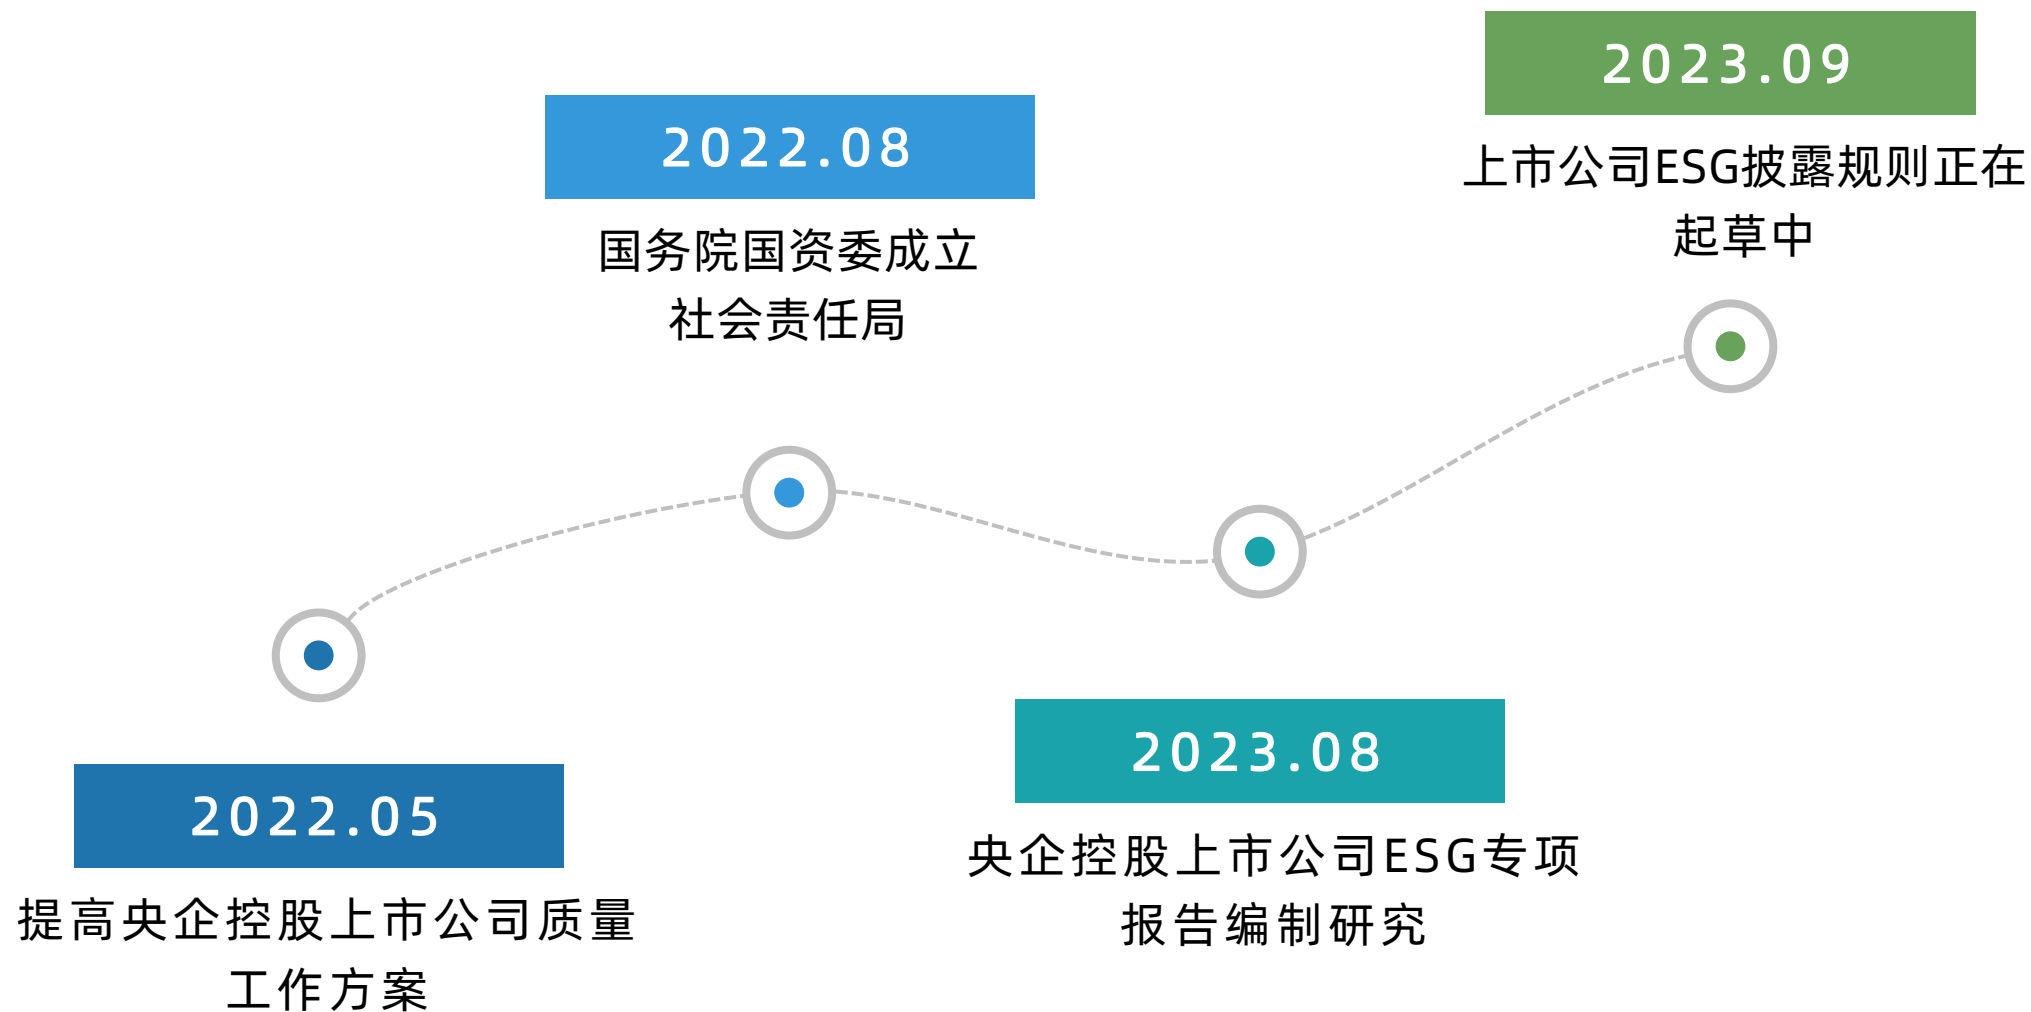 2022.05
提高央企控股上市公司质量
工作方案
2022.08
国务院国资委成立
社会责任局
2023.08
央企控股上市公司ESG专项
报告编制研究
2023.09
上市公司ESG披露规则正在
起草中